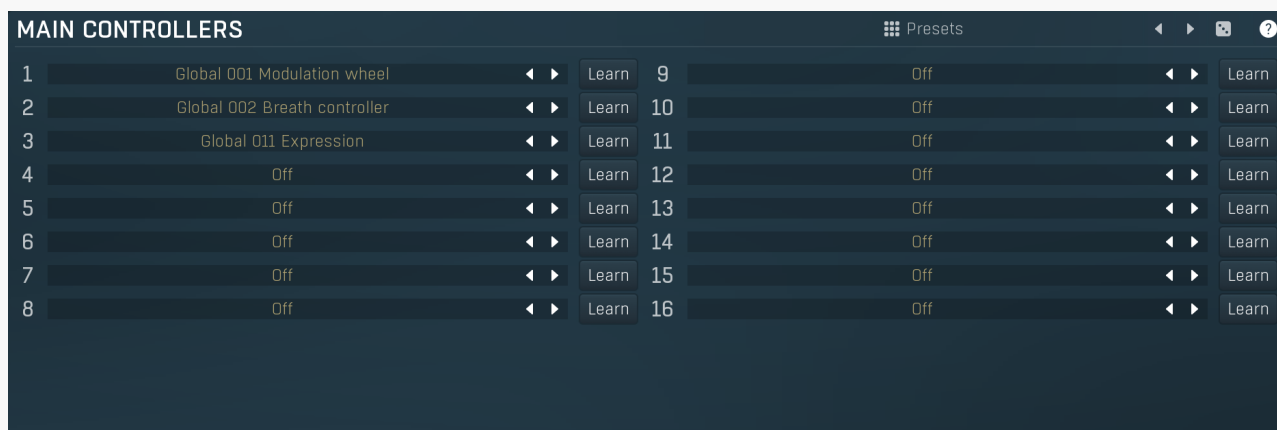 MAIN CONTROLLERS Presets ?
1 Global 001 Modulation wheel Learn 9 Off Learn
2 Global 002 Breath controller Learn 10 Off Learn
3 Global 011 Expression Learn 11 Off Learn
4 Off Learn 12 Off Learn
5 Off Learn 13 Off Learn
6 Off Learn 14 Off Learn
7 Off Learn 15 Off Learn
8 Off Learn 16 Off Learn